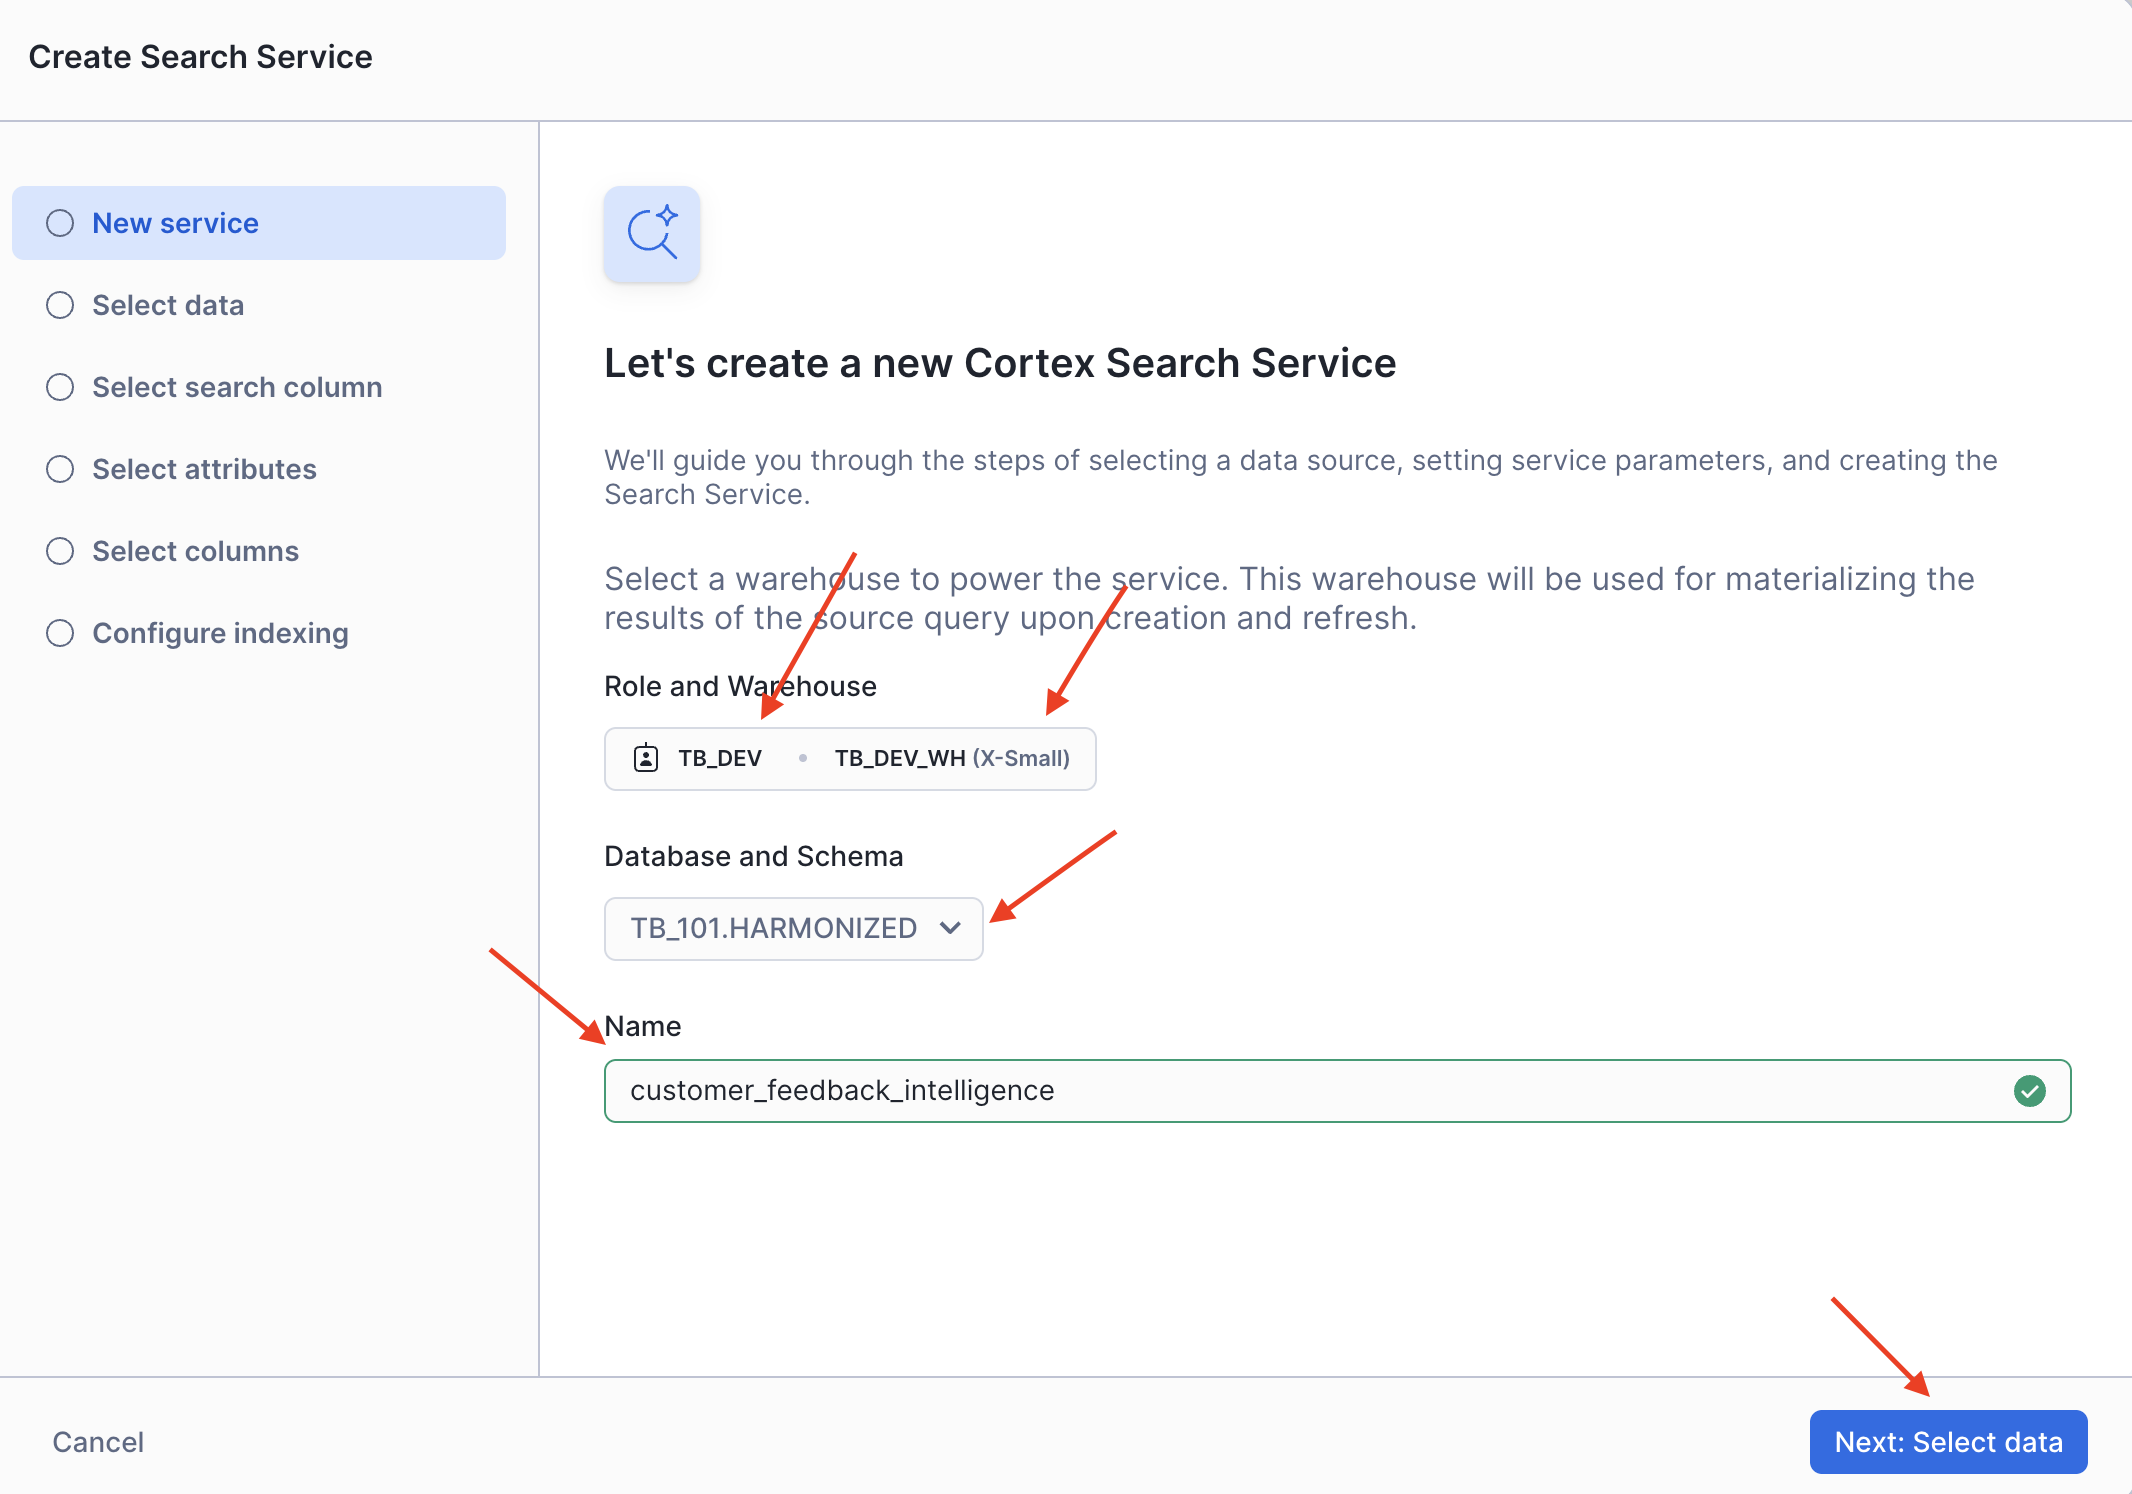 Create Search Service
New service
Select data
Select search column
Select attributes
Select columns
Configure indexing
Let's create a new Cortex Search Service
We'll guide you through the steps of selecting a data source, setting service parameters, and creating the
Search Service.
Select a warehouse to power the service. This warehouse will be used for materializing the
results of the source query upon creation and refresh.
Role and Warehouse
TB_DEV • TB_DEV_WH (X-Small)
Database and Schema
TB_101.HARMONIZED
Name
customer_feedback_intelligence
Cancel
Next: Select data